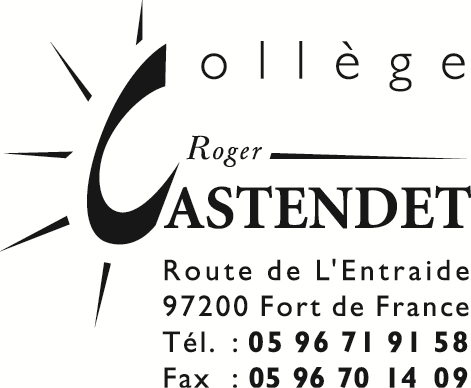 Collège
Roger
CASTENDET
Route de L'Entraide
97200 Fort de France
Tél. : 05 96 71 91 58
Fax : 05 96 70 14 09